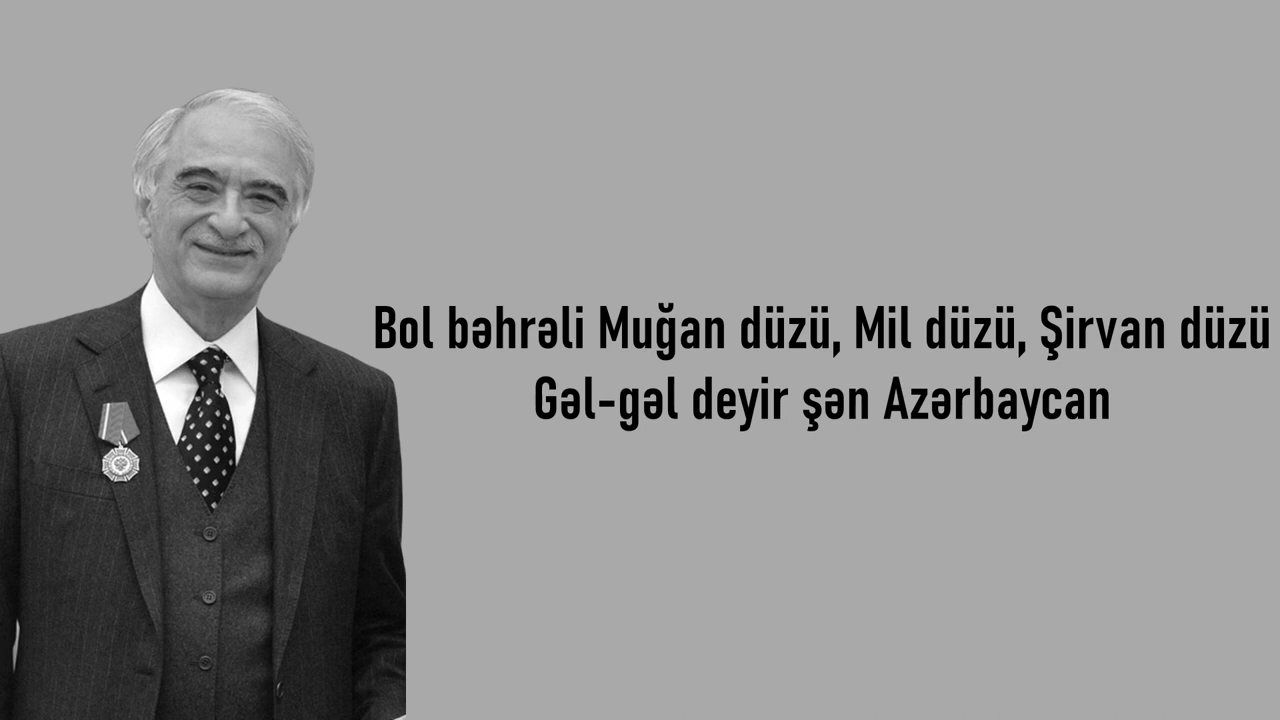 Bol bəhrəli Muğan düzü, Mil düzü, Şirvan düzü
Gəl-gəl deyir şən Azərbaycan